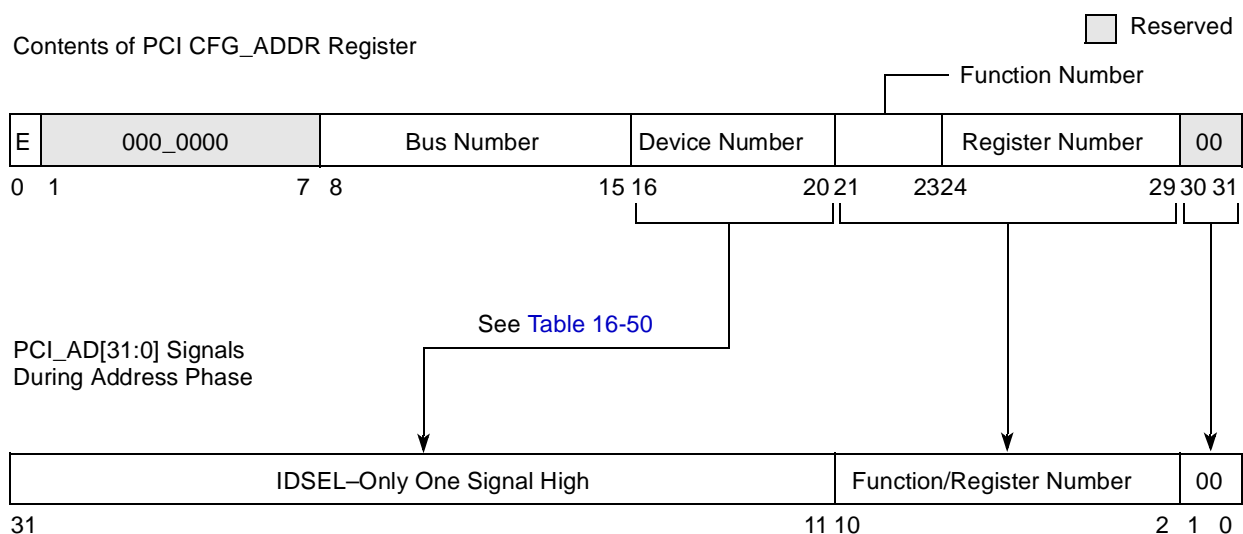 Reserved
Contents of PCI CFG_ADDR Register
Function Number
E 000_0000 Bus Number Device Number Register Number 00
0 1 7 8 15 16 20 21 23 24 29 30 31
See Table 16-50
PCI_AD[31:0] Signals
During Address Phase
IDSEL–Only One Signal High Function/Register Number 00
31 11 10 2 1 0